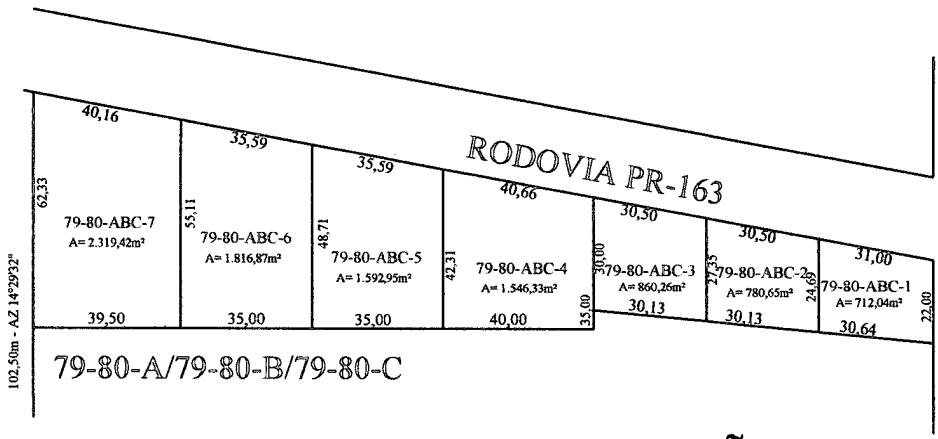 RODOVIA PR-163
40,16
35,59
35,59
40,66
30,50
30,50
31,00
62,33
79-80-ABC-7
A= 2.319,42m²
39,50
55,11
79-80-ABC-6
A= 1.816,87m²
35,00
48,71
79-80-ABC-5
A= 1.592,95m²
35,00
42,31
79-80-ABC-4
A= 1.546,33m²
40,00
35,00
30,00
79-80-ABC-3
A= 860,26m²
30,13
27,35
79-80-ABC-2
A= 780,65m²
30,13
24,69
79-80-ABC-1
A= 712,04m²
30,64
22,00
102,50m - AZ 14°29'32"
79-80-A/79-80-B/79-80-C